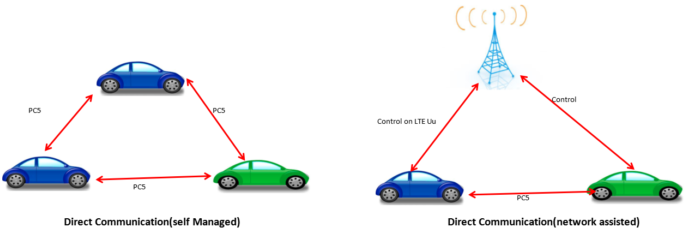 PC5
PC5
PC5
Direct Communication(self Managed)
Control on LTE Uu
Control
PC5
Direct Communication(network assisted)